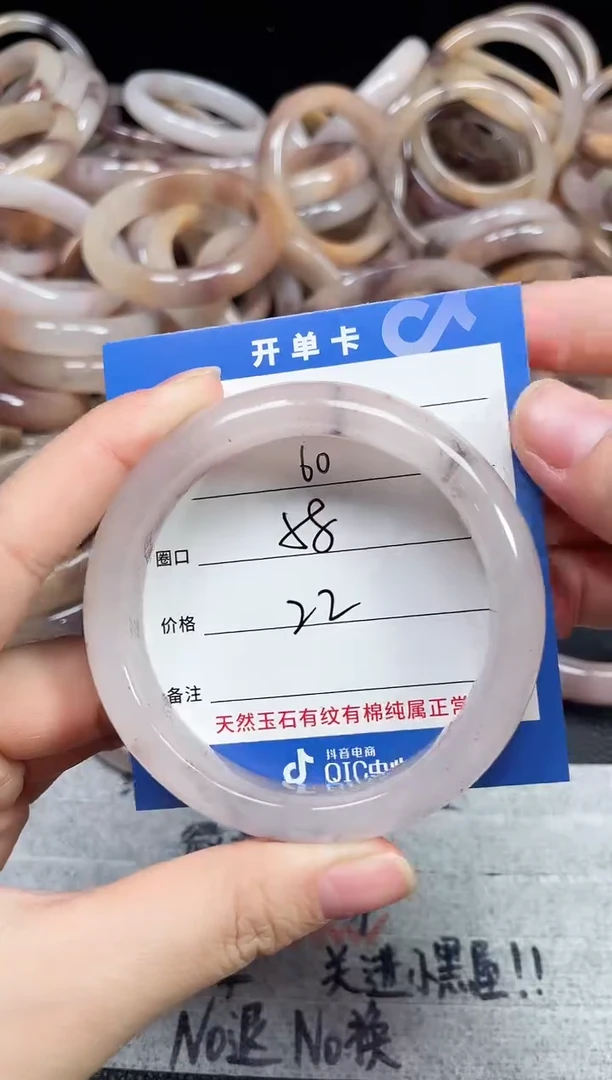 开单卡
60
圈口 58
价格 22
备注
天然玉石有纹有棉纯属正常
抖音电商
QIC
关进小黑屋!!
No退 No换